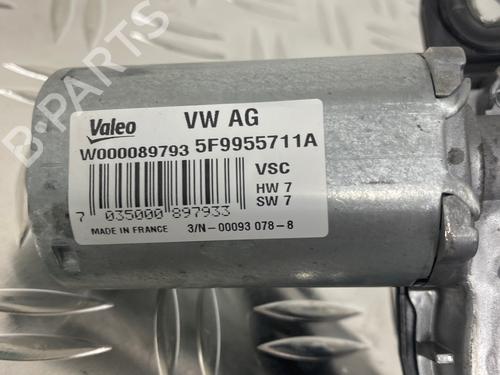 Valeo VW AG
W000089793 5F9955711A
VSC
HW 7
SW 7
7 035000 897933
MADE IN FRANCE 3/N-00093 078-8
B-PARTS